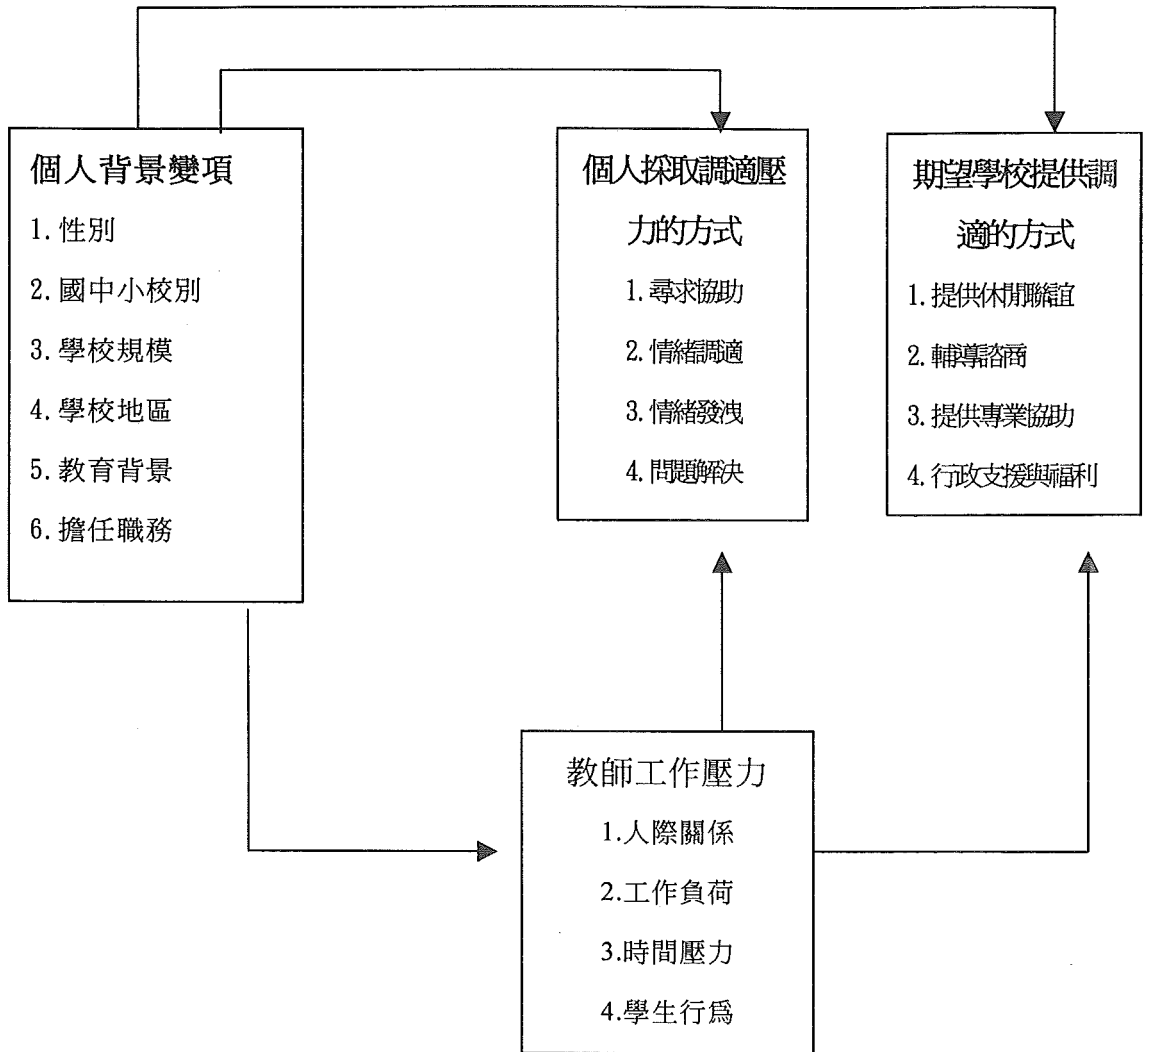 個人背景變項
1.性別
2.國中小校別
3.學校規模
4.學校地區
5.教育背景
6.擔任職務
個人採取調適壓
力的方式
1.尋求協助
2.情緒調適
3.情緒發洩
4.問題解決
期望學校提供調
適的方式
1.提供休閒聯誼
2.輔導諮商
3.提供專業協助
4.行政支援與福利
教師工作壓力
1.人際關係
2.工作負荷
3.時間壓力
4.學生行為